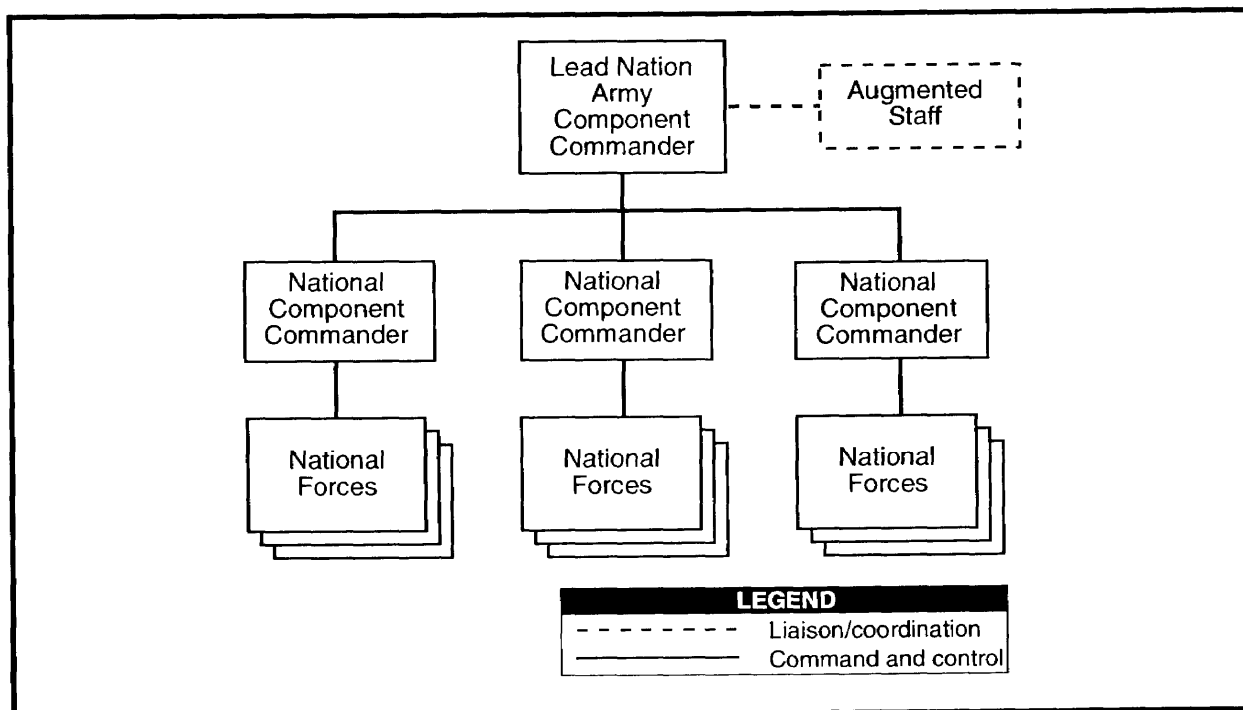 Lead Nation
Army
Component
Commander
Augmented
Staff
National
Component
Commander
National
Component
Commander
National
Component
Commander
National
Forces
National
Forces
National
Forces
LEGEND
Liaison/coordination
Command and control